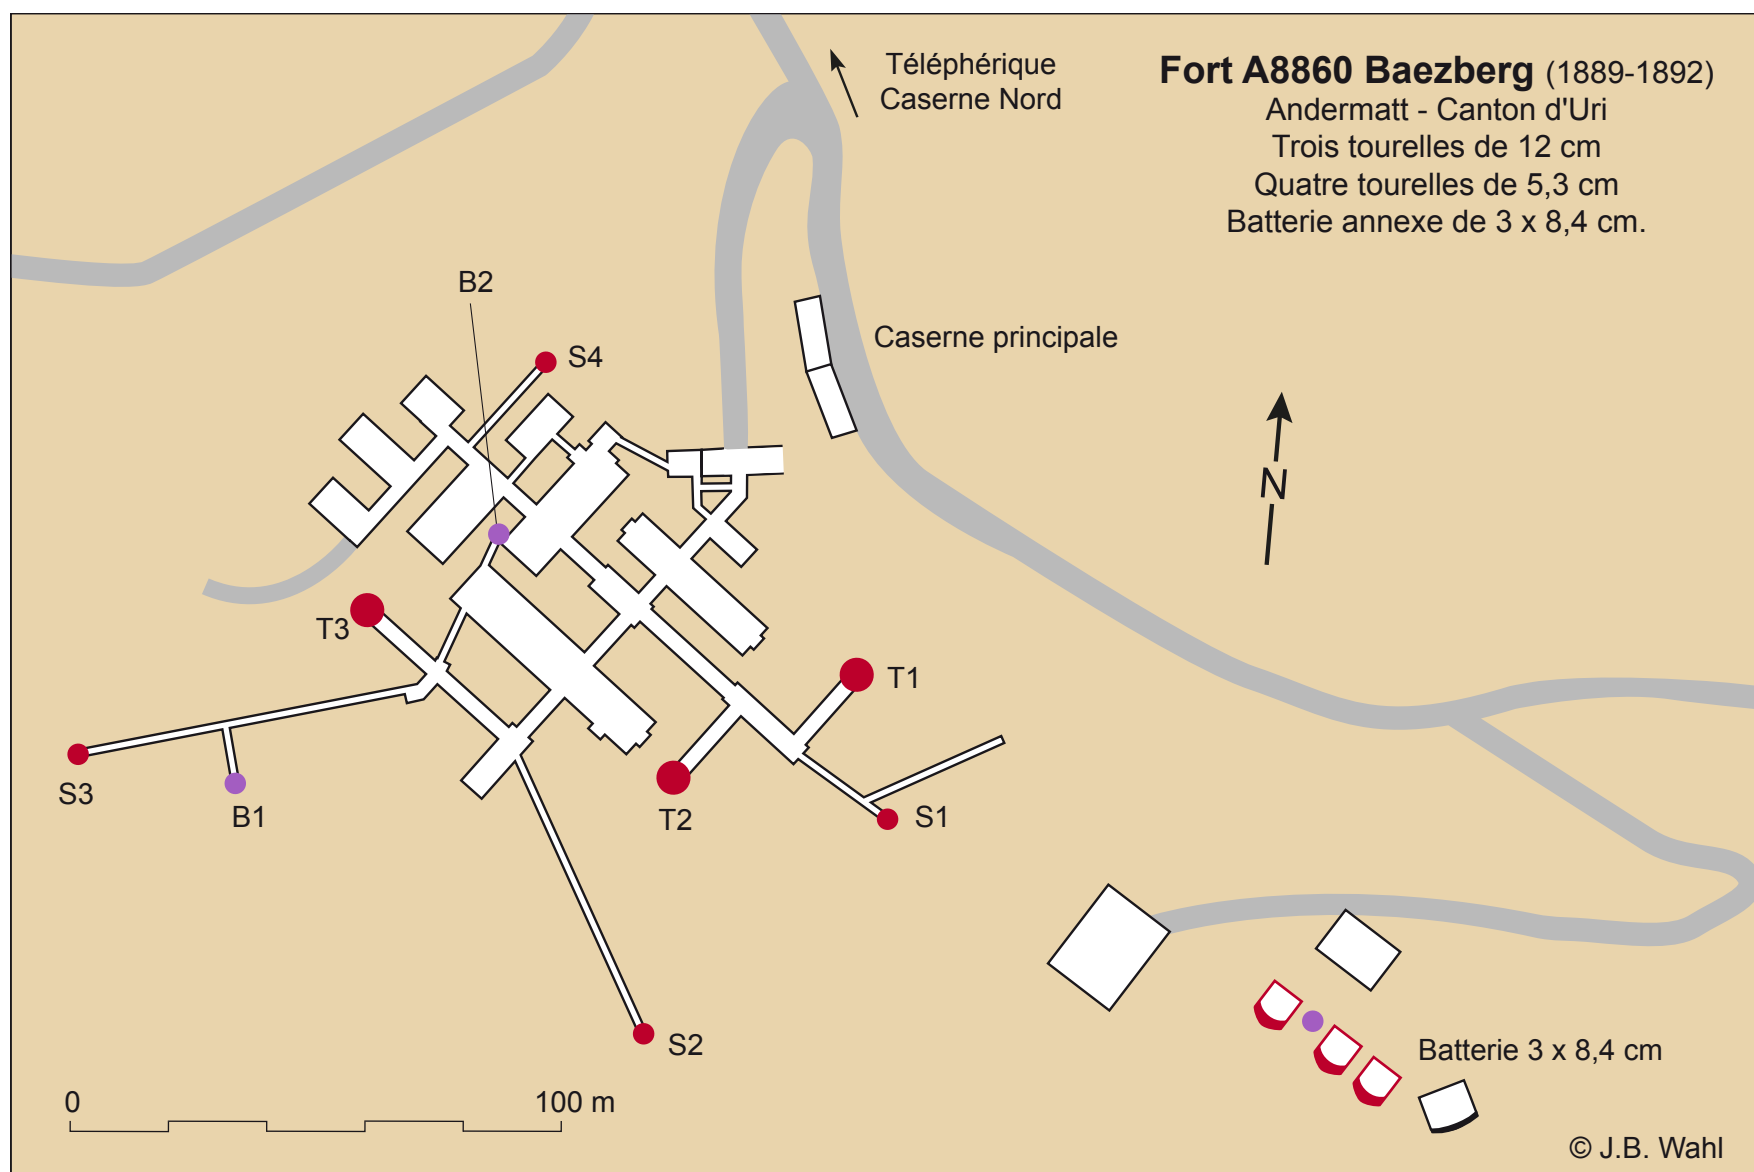 Téléphérique
Caserne Nord
Fort A8860 Baezberg (1889-1892)
Andermatt - Canton d'Uri
Trois tourelles de 12 cm
Quatre tourelles de 5,3 cm
Batterie annexe de 3 x 8,4 cm.
B2
Caserne principale
S4
N
T3
T1
S3
B1
T2
S1
S2
Batterie 3 x 8,4 cm
0
100 m
© J.B. Wahl